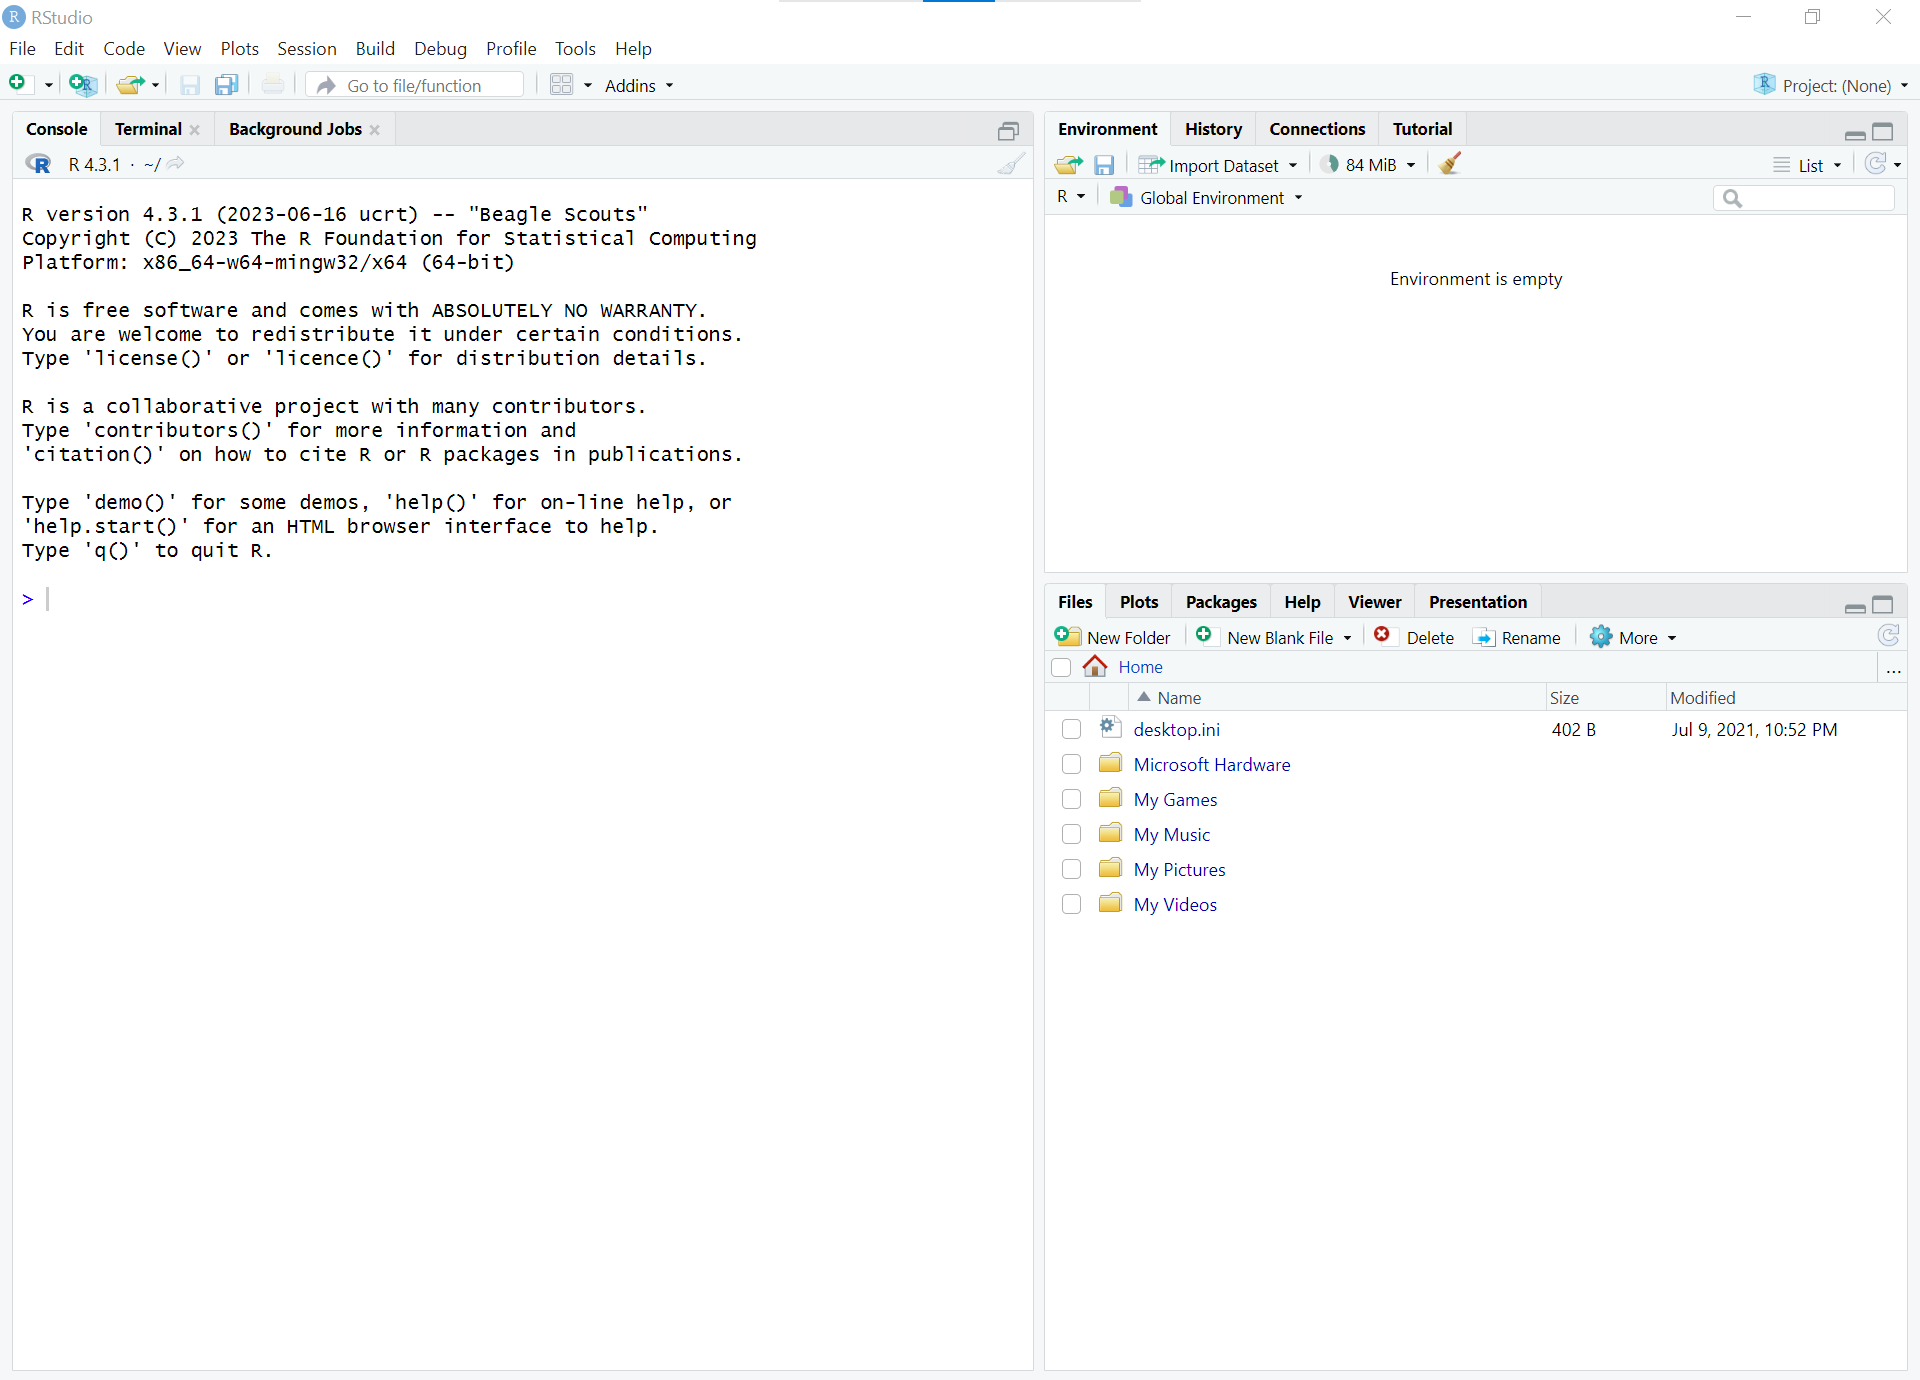 RStudio
File Edit Code View Plots Session Build Debug Profile Tools Help
Go to file/function Addins Project: (None)
Console Terminal Background Jobs
R 4.3.1 · ~/
R version 4.3.1 (2023-06-16 ucrt) -- "Beagle Scouts"
Copyright (C) 2023 The R Foundation for Statistical Computing
Platform: x86_64-w64-mingw32/x64 (64-bit)
R is free software and comes with ABSOLUTELY NO WARRANTY.
You are welcome to redistribute it under certain conditions.
Type 'license()' or 'licence()' for distribution details.
R is a collaborative project with many contributors.
Type 'contributors()' for more information and
'citation()' on how to cite R or R packages in publications.
Type 'demo()' for some demos, 'help()' for on-line help, or
'help.start()' for an HTML browser interface to help.
Type 'q()' to quit R.
>
Environment History Connections Tutorial
Import Dataset 84 MiB List
R Global Environment
Environment is empty
Files Plots Packages Help Viewer Presentation
New Folder New Blank File Delete Rename More
Home ...
Name Size Modified
desktop.ini 402 B Jul 9, 2021, 10:52 PM
Microsoft Hardware
My Games
My Music
My Pictures
My Videos